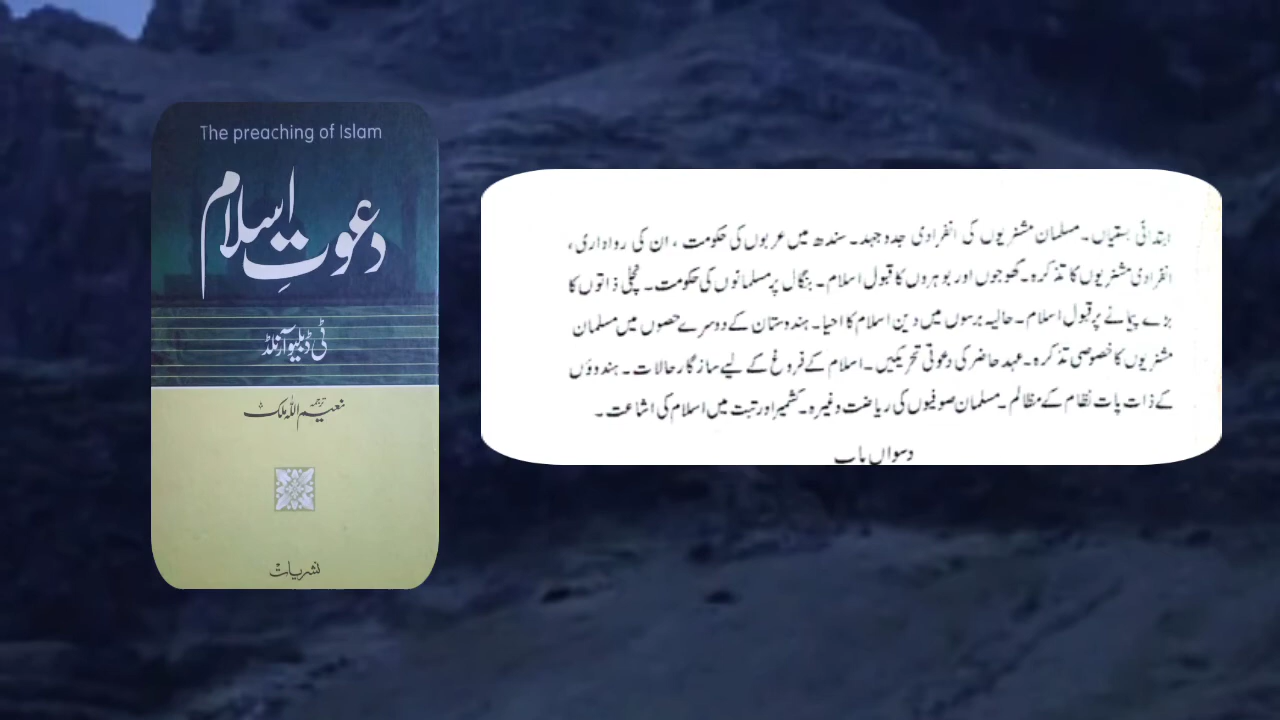 The preaching of Islam
دعوتِ اسلام
ٹی ڈبلیو آرنلڈ
ترجمہ
نعیم اللہ ملک
نشریات
ابتدائی بستیاں۔ مسلمان مشنریوں کی انفرادی جدوجہد۔ سندھ میں عربوں کی حکومت ، ان کی رواداری،
انفرادی مشنریوں کا تذکرہ۔ کھوجوں اور بوہروں کا قبول اسلام۔ بنگال پر مسلمانوں کی حکومت۔ نچلی ذاتوں کا
بڑے پیمانے پر قبول اسلام۔ حالیہ برسوں میں دین اسلام کا احیا۔ ہندوستان کے دوسرے حصوں میں مسلمان
مشنریوں کا خصوصی تذکرہ۔ عہد حاضر کی دعوتی تحریکیں۔ اسلام کے فروغ کے لیے سازگار حالات۔ ہندوؤں
کے ذات پات نظام کے مظالم۔ مسلمان صوفیوں کی ریاضت وغیرہ۔ کشمیر اور تبت میں اسلام کی اشاعت۔
دسواں باب